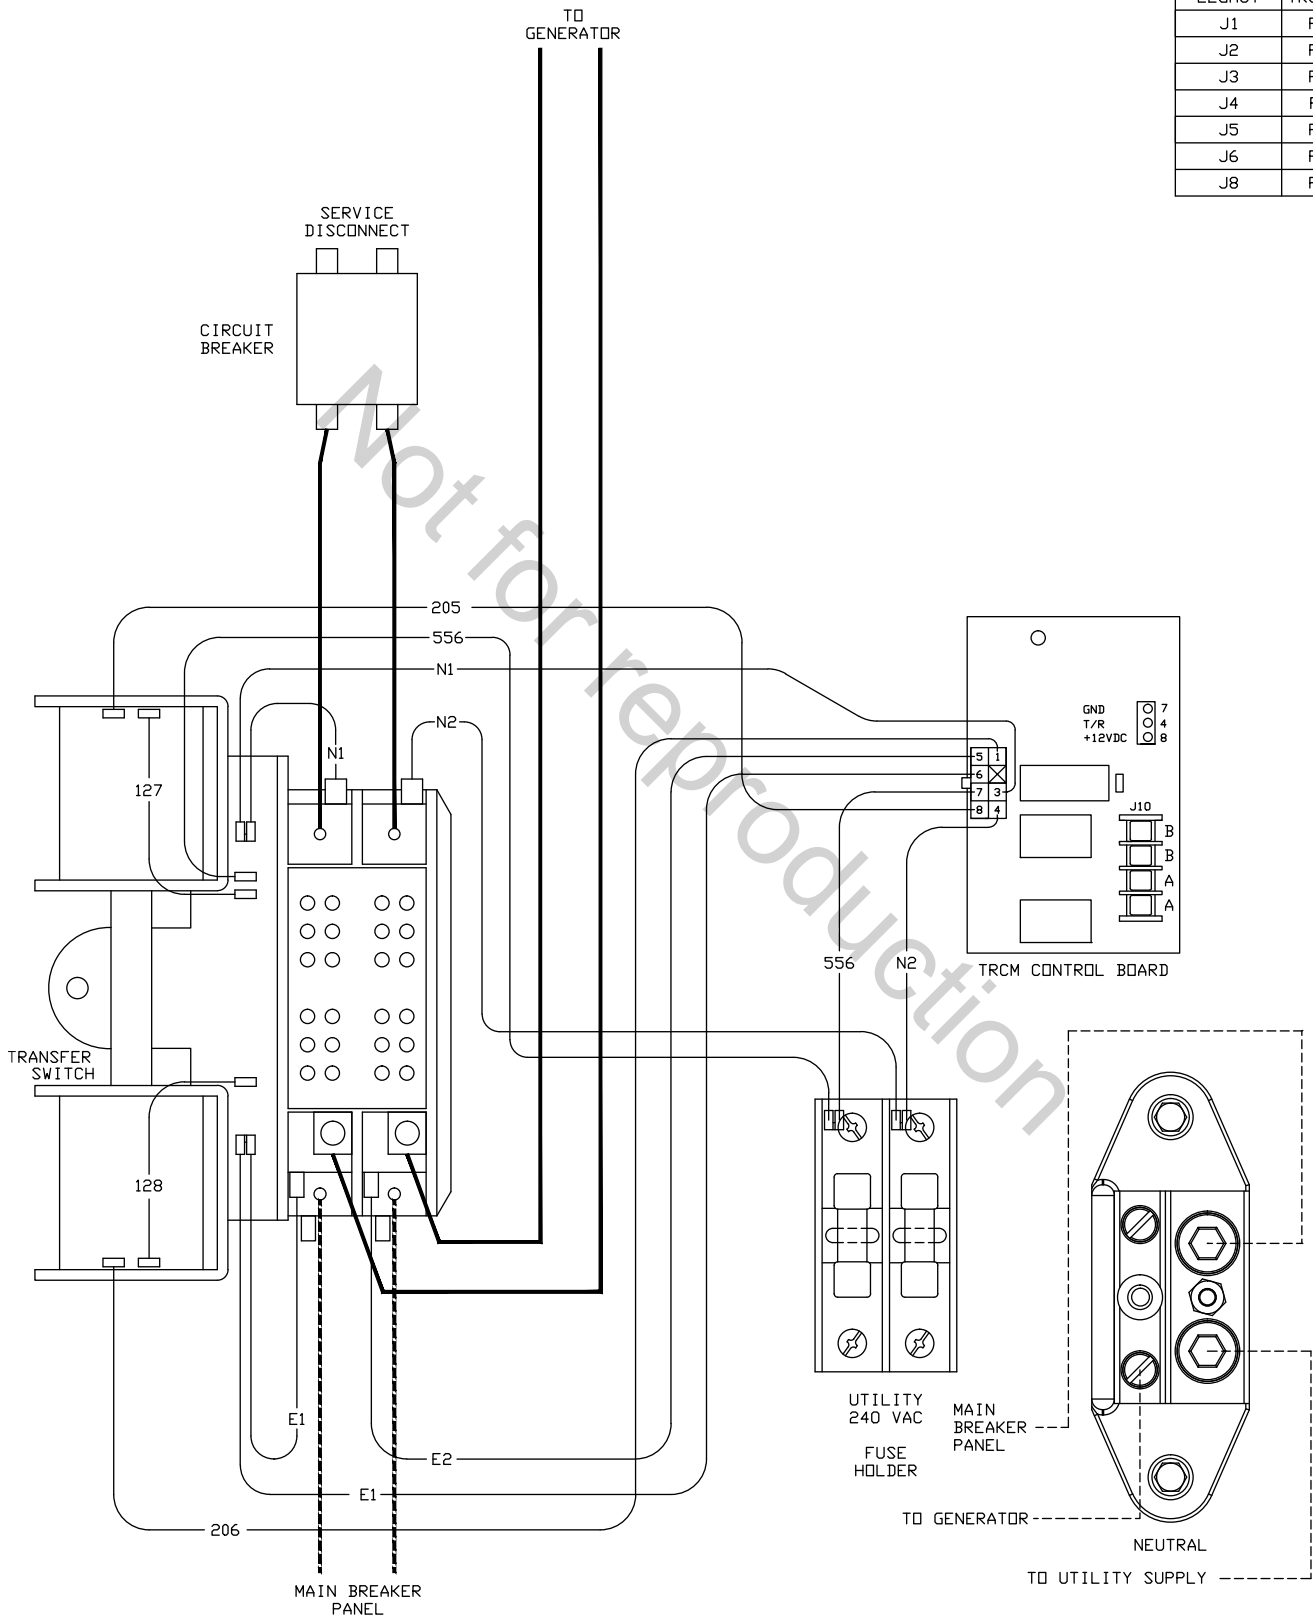 TO
GENERATOR
LEGACY
J1
J2
J3
J4
J5
J6
J8
SERVICE
DISCONNECT
CIRCUIT
BREAKER
Not for reproduction
205
556
N1
N2
N1
127
GND 7
T/R 4
+12VDC 8
5 1
6
7 3
8 4
J10
B
B
A
A
556
N2
TRCM CONTROL BOARD
TRANSFER
SWITCH
128
UTILITY
240 VAC
FUSE
HOLDER
MAIN
BREAKER
PANEL
E1
E2
E1
206
TO GENERATOR
NEUTRAL
TO UTILITY SUPPLY
MAIN BREAKER
PANEL